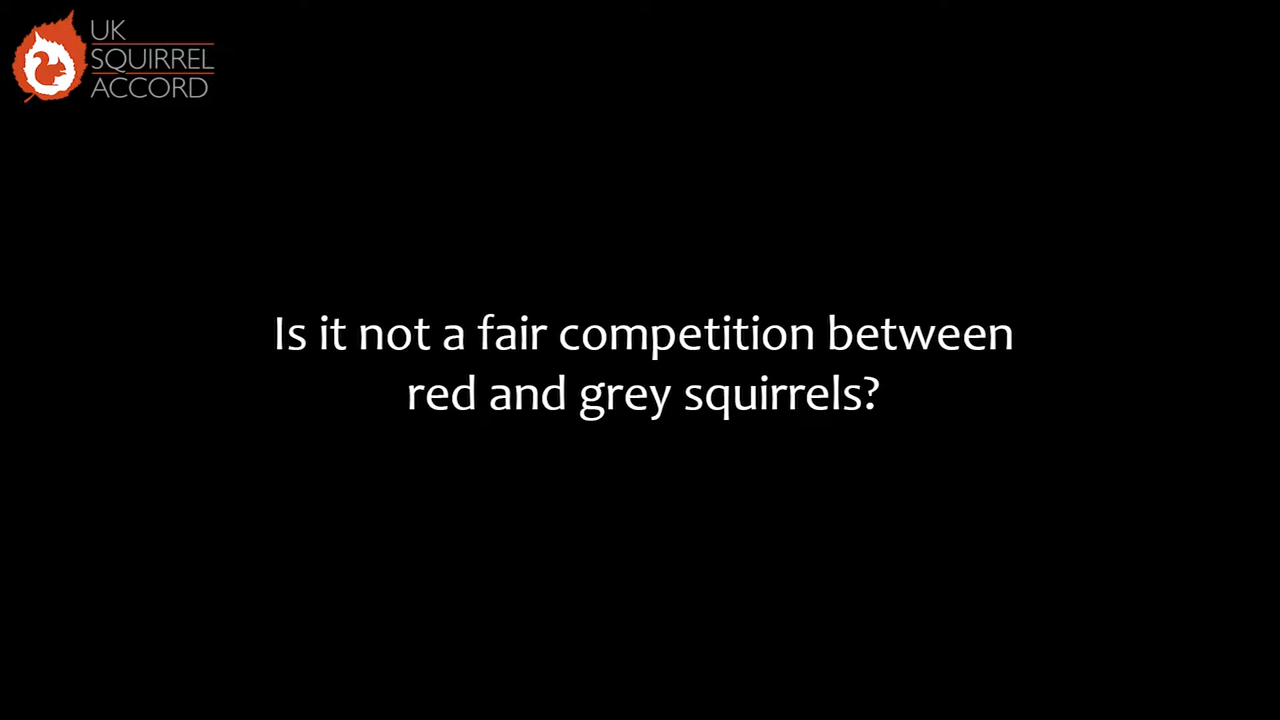 UK
SQUIRREL
ACCORD
Is it not a fair competition between
red and grey squirrels?